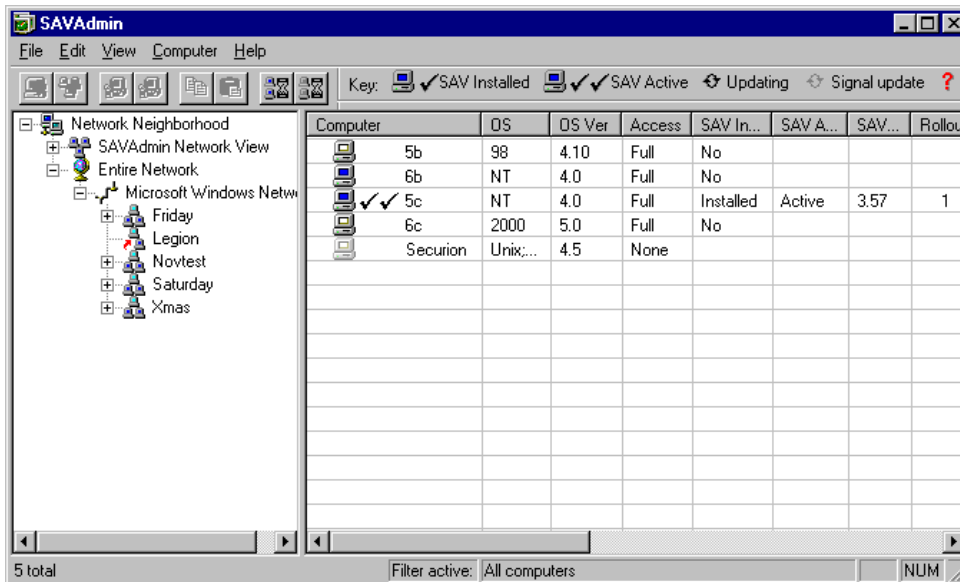 SAVAdmin
File Edit View Computer Help
Key: SAV Installed SAV Active Updating Signal update ?
Network Neighborhood
SAVAdmin Network View
Entire Network
Microsoft Windows Netw
Friday
Legion
Novtest
Saturday
Xmas
Computer OS OS Ver Access SAV In... SAV A... SAV... Rollou
5b 98 4.10 Full No
6b NT 4.0 Full No
5c NT 4.0 Full Installed Active 3.57 1
6c 2000 5.0 Full No
Securion Unix;... 4.5 None
5 total Filter active: All computers NUM